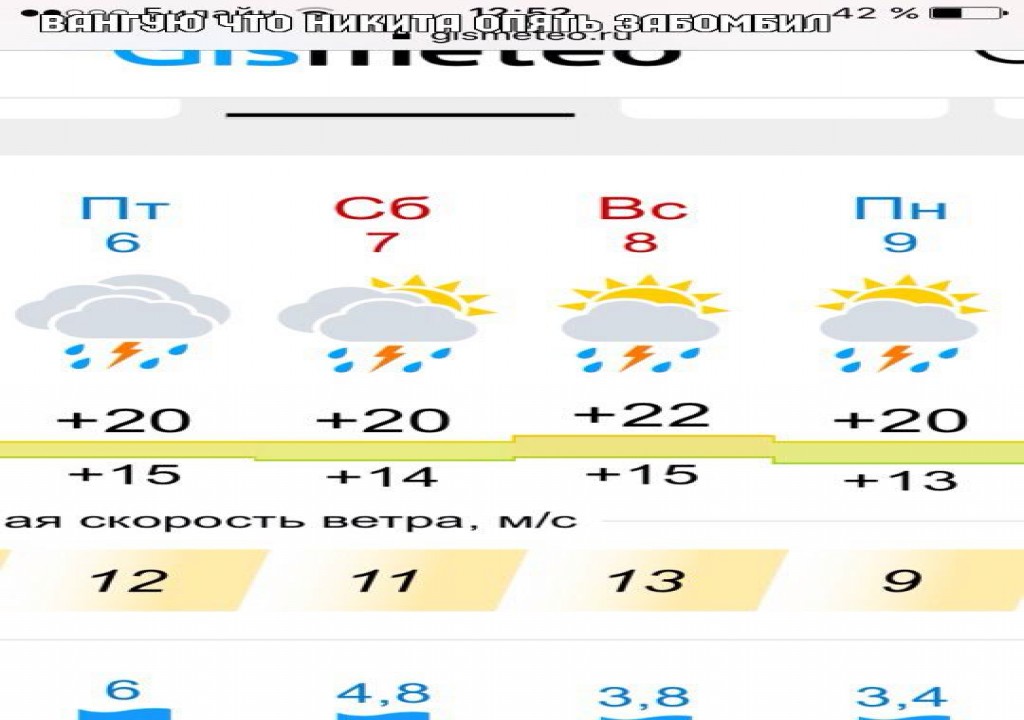 ВАНГУЮ ЧТО НИКИТА ОПЯТЬ ЗАБОМБИЛ
42 %
gismeteo.ru
Gismeteo
Пт Сб Вс Пн
6 7 8 9
+20 +20 +22 +20
+15 +14 +15 +13
ая скорость ветра, м/с
12 11 13 9
6 4,8 3,8 3,4